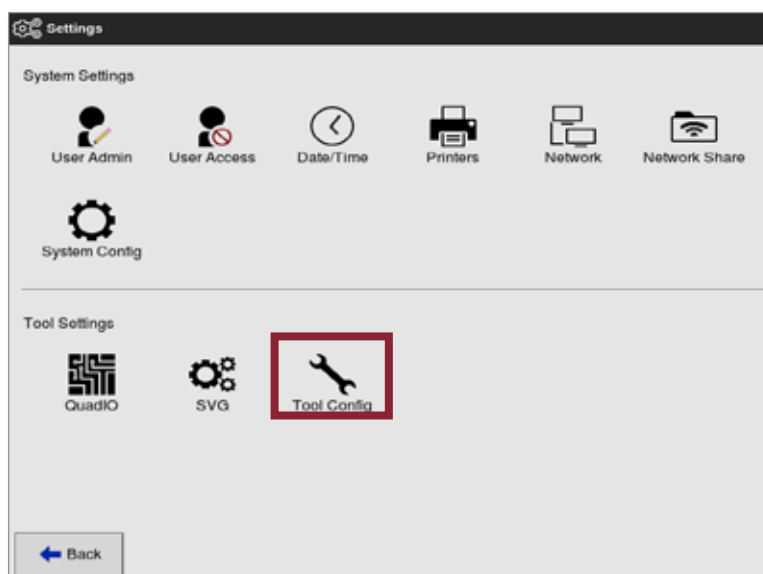 Settings
System Settings
User Admin User Access Date/Time Printers Network Network Share
System Config
Tool Settings
QuadIO SVG Tool Config
Back